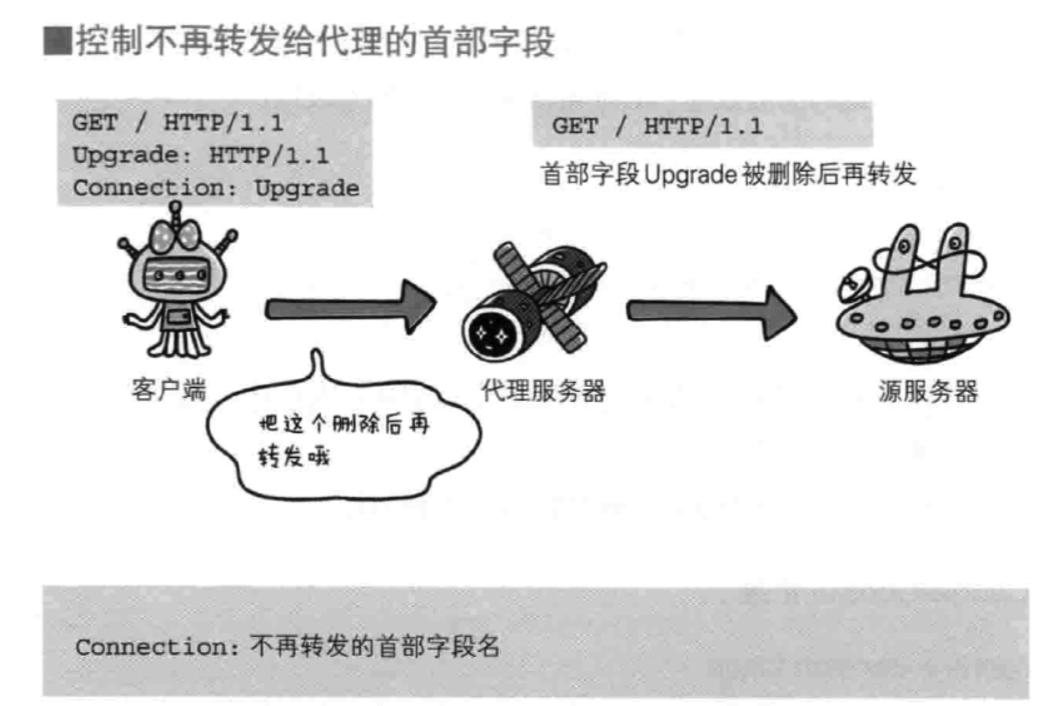 ■控制不再转发给代理的首部字段
GET / HTTP/1.1
Upgrade: HTTP/1.1
Connection: Upgrade
GET / HTTP/1.1
首部字段Upgrade被删除后再转发
客户端
代理服务器
源服务器
把这个删除后再
转发哦
Connection: 不再转发的首部字段名